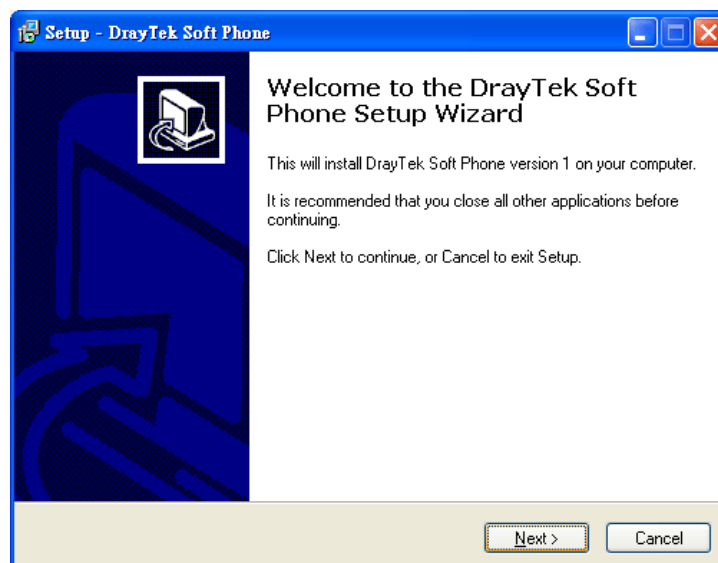 Setup - DrayTek Soft Phone
Welcome to the DrayTek Soft
Phone Setup Wizard
This will install DrayTek Soft Phone version 1 on your computer.
It is recommended that you close all other applications before
continuing.
Click Next to continue, or Cancel to exit Setup.
Next > Cancel